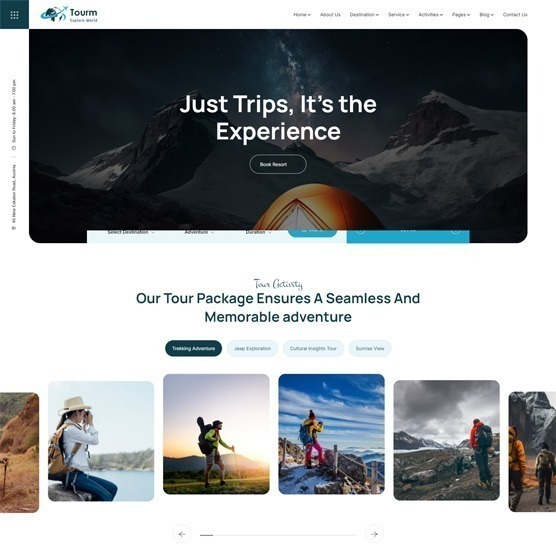 Tourm
Explore World
Home
About Us
Destination
Service
Activities
Pages
Blog
Contact Us
Sun to Friday: 8.00 am - 7.00 pm
45 New Eskaton Road, Austria
Just Trips, It's the
Experience
Book Resort
Select Destination
Adventure
Duration
Tour Activity
Our Tour Package Ensures A Seamless And
Memorable adventure
Trekking Adventure
Jeep Exploration
Cultural Insights Tour
Sunrise View